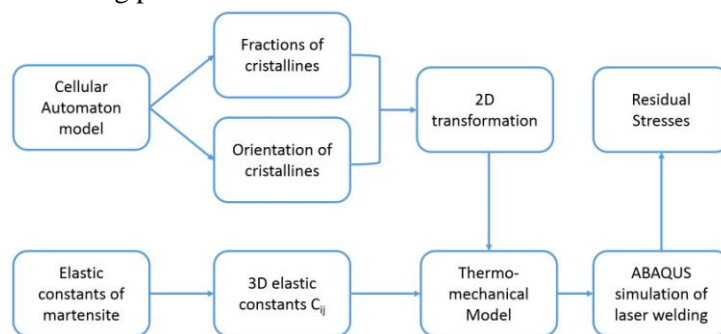 Fractions of
cristallines
Cellular
Automaton
model
2D
transformation
Residual
Stresses
Orientation of
cristallines
Elastic
constants of
martensite
3D elastic
constants Cij
Thermo-
mechanical
Model
ABAQUS
simulation of
laser welding